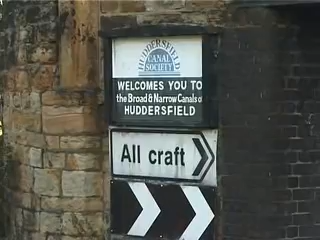 HUDDERSFIELD
CANAL
SOCIETY
WELCOMES YOU TO
the Broad & Narrow Canals of
HUDDERSFIELD
All craft